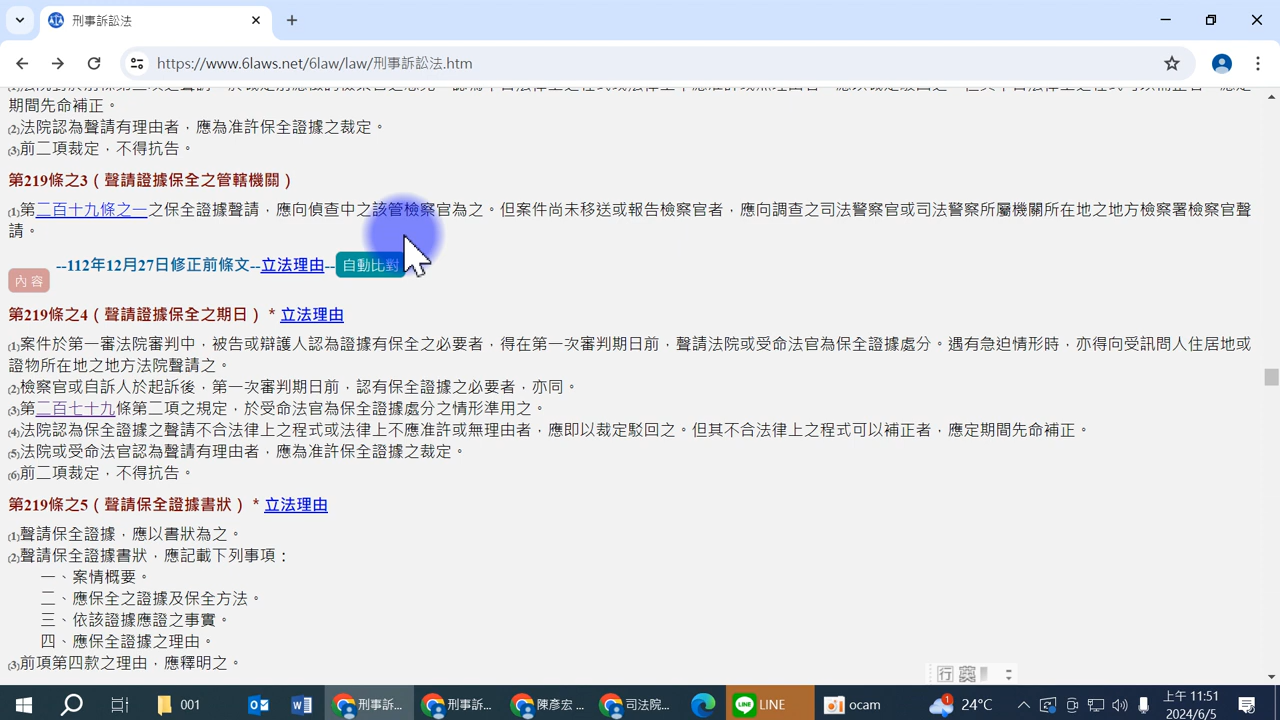 刑事訴訟法
https://www.6laws.net/6law/law/刑事訴訟法.htm
期間先命補正。
(2)法院認為聲請有理由者，應為准許保全證據之裁定。
(3)前二項裁定，不得抗告。
第219條之3（聲請證據保全之管轄機關）
(1)第二百十九條之一之保全證據聲請，應向偵查中之該管檢察官為之。但案件尚未移送或報告檢察官者，應向調查之司法警察官或司法警察所屬機關所在地之地方檢察署檢察官聲
請。
--112年12月27日修正前條文--立法理由--自動比對
內 容
第219條之4（聲請證據保全之期日）＊立法理由
(1)案件於第一審法院審判中，被告或辯護人認為證據有保全之必要者，得在第一次審判期日前，聲請法院或受命法官為保全證據處分。遇有急迫情形時，亦得向受訊問人住居地或
證物所在地之地方法院聲請之。
(2)檢察官或自訴人於起訴後，第一次審判期日前，認有保全證據之必要者，亦同。
(3)第二百七十九條第二項之規定，於受命法官為保全證據處分之情形準用之。
(4)法院認為保全證據之聲請不合法律上之程式或法律上不應准許或無理由者，應即以裁定駁回之。但其不合法律上之程式可以補正者，應定期間先命補正。
(5)法院或受命法官認為聲請有理由者，應為准許保全證據之裁定。
(6)前二項裁定，不得抗告。
第219條之5（聲請保全證據書狀）＊立法理由
(1)聲請保全證據，應以書狀為之。
(2)聲請保全證據書狀，應記載下列事項：
一、案情概要。
二、應保全之證據及保全方法。
三、依該證據應證之事實。
四、應保全證據之理由。
(3)前項第四款之理由，應釋明之。
行 英
001 刑事訴... 刑事訴... 陳彥宏 ... 司法院... LINE ocam 1 24°C 上午 11:51
2024/6/5